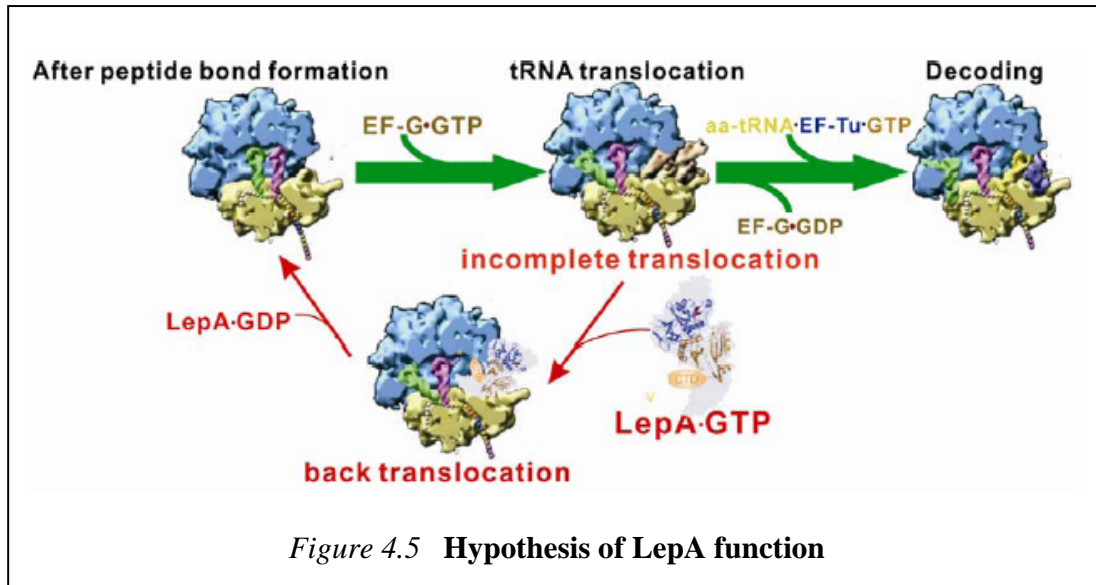 After peptide bond formation
tRNA translocation
Decoding
EF-G•GTP
aa-tRNA·EF-Tu·GTP
EF-G•GDP
incomplete translocation
LepA·GDP
CTD
V
LepA·GTP
back translocation
Figure 4.5 Hypothesis of LepA function